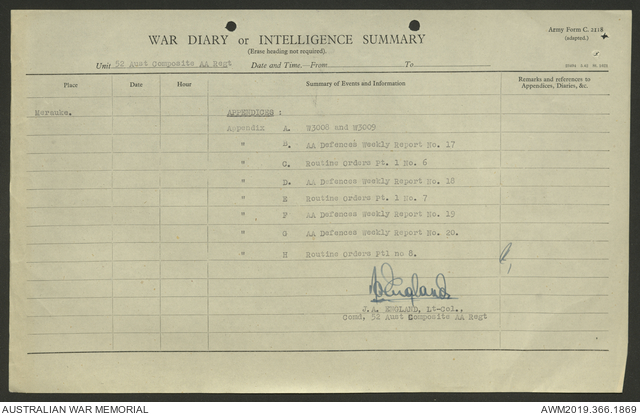 Army Form C. 2118
(adapted.)
WAR DIARY or INTELLIGENCE SUMMARY
(Erase heading not required).
Unit 52 Aust Composite AA Regt Date and Time.—From To
Place Date Hour Summary of Events and Information Remarks and references to Appendices, Diaries, &c.
Merauke. APPENDICES :
Appendix A. W3008 and W3009
" B. AA Defences Weekly Report No. 17
" C. Routine Orders Pt. 1 No. 6
" D. AA Defences Weekly Report No. 18
" E Routine Orders Pt. 1 No. 7
" F AA Defences Weekly Report No. 19
" G AA Defences Weekly Report No. 20.
" H Routine Orders Pt1 no 8.
J.A. ENGLAND, Lt-Col.,
Comd, 52 Aust Composite AA Regt
AUSTRALIAN WAR MEMORIAL AWM2019.366.1869